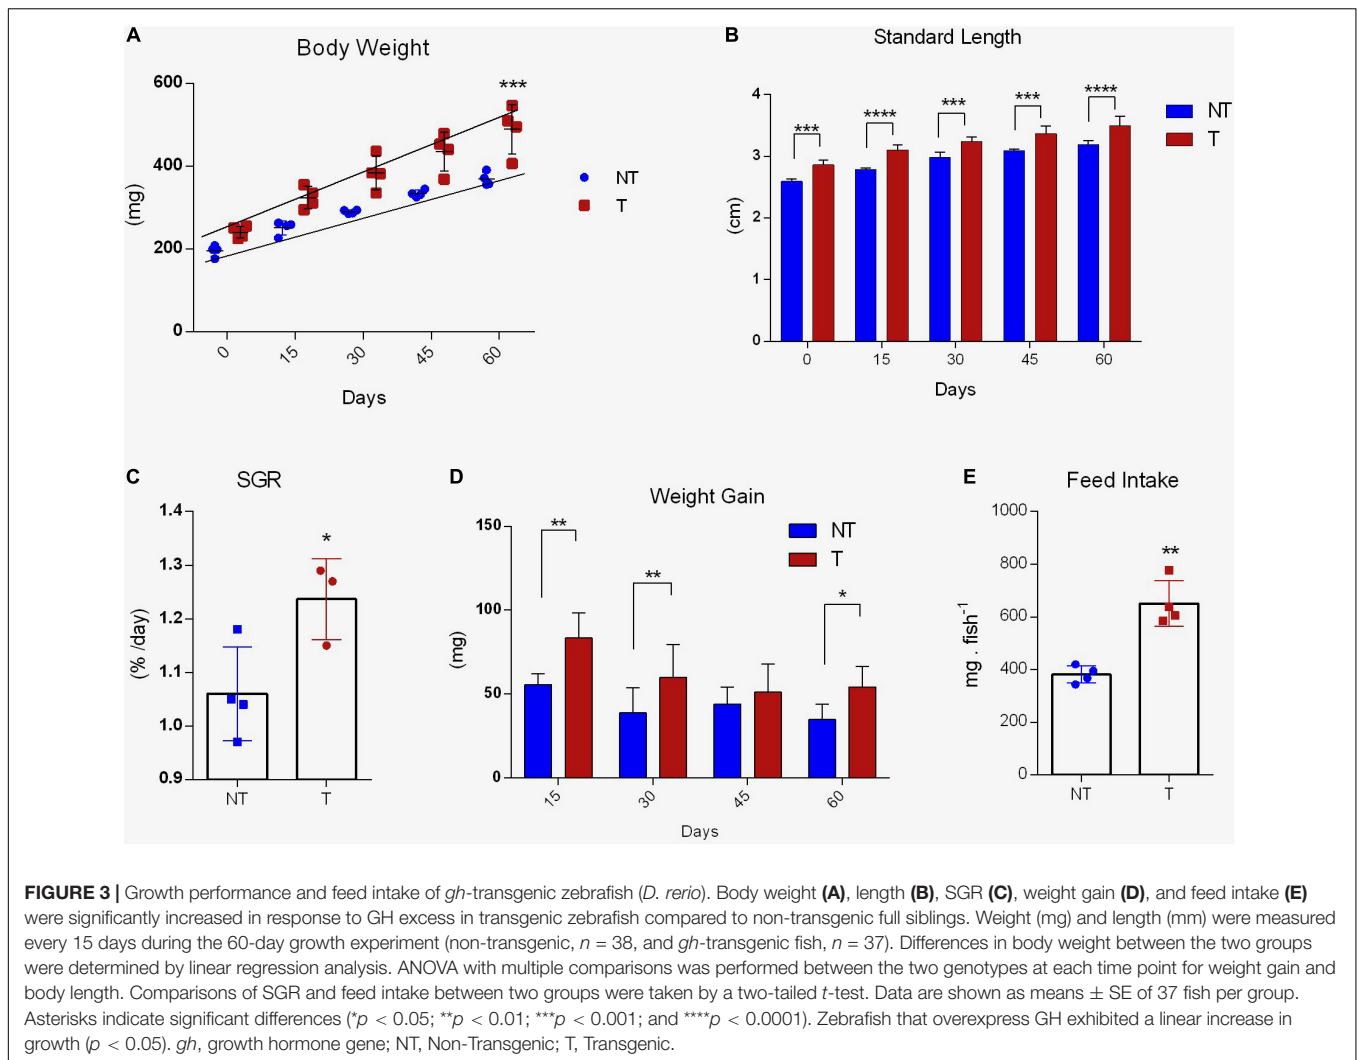 A
Body Weight
600
400
200
0
(mg)
***
0
15
30
45
60
Days
NT
T
B
Standard Length
4
3
2
1
0
(cm)
***
****
***
***
****
0
15
30
45
60
Days
NT
T
C
SGR
1.4
1.3
1.2
1.1
1.0
0.9
(% /day)
*
NT
T
D
Weight Gain
150
100
50
0
(mg)
**
**
*
15
30
45
60
Days
NT
T
E
Feed Intake
1000
800
600
400
200
0
mg . fish⁻¹
**
NT
T
FIGURE 3 | Growth performance and feed intake of gh-transgenic zebrafish (D. rerio). Body weight (A), length (B), SGR (C), weight gain (D), and feed intake (E)
were significantly increased in response to GH excess in transgenic zebrafish compared to non-transgenic full siblings. Weight (mg) and length (mm) were measured
every 15 days during the 60-day growth experiment (non-transgenic, n = 38, and gh-transgenic fish, n = 37). Differences in body weight between the two groups
were determined by linear regression analysis. ANOVA with multiple comparisons was performed between the two genotypes at each time point for weight gain and
body length. Comparisons of SGR and feed intake between two groups were taken by a two-tailed t-test. Data are shown as means ± SE of 37 fish per group.
Asterisks indicate significant differences (*p < 0.05; **p < 0.01; ***p < 0.001; and ****p < 0.0001). Zebrafish that overexpress GH exhibited a linear increase in
growth (p < 0.05). gh, growth hormone gene; NT, Non-Transgenic; T, Transgenic.